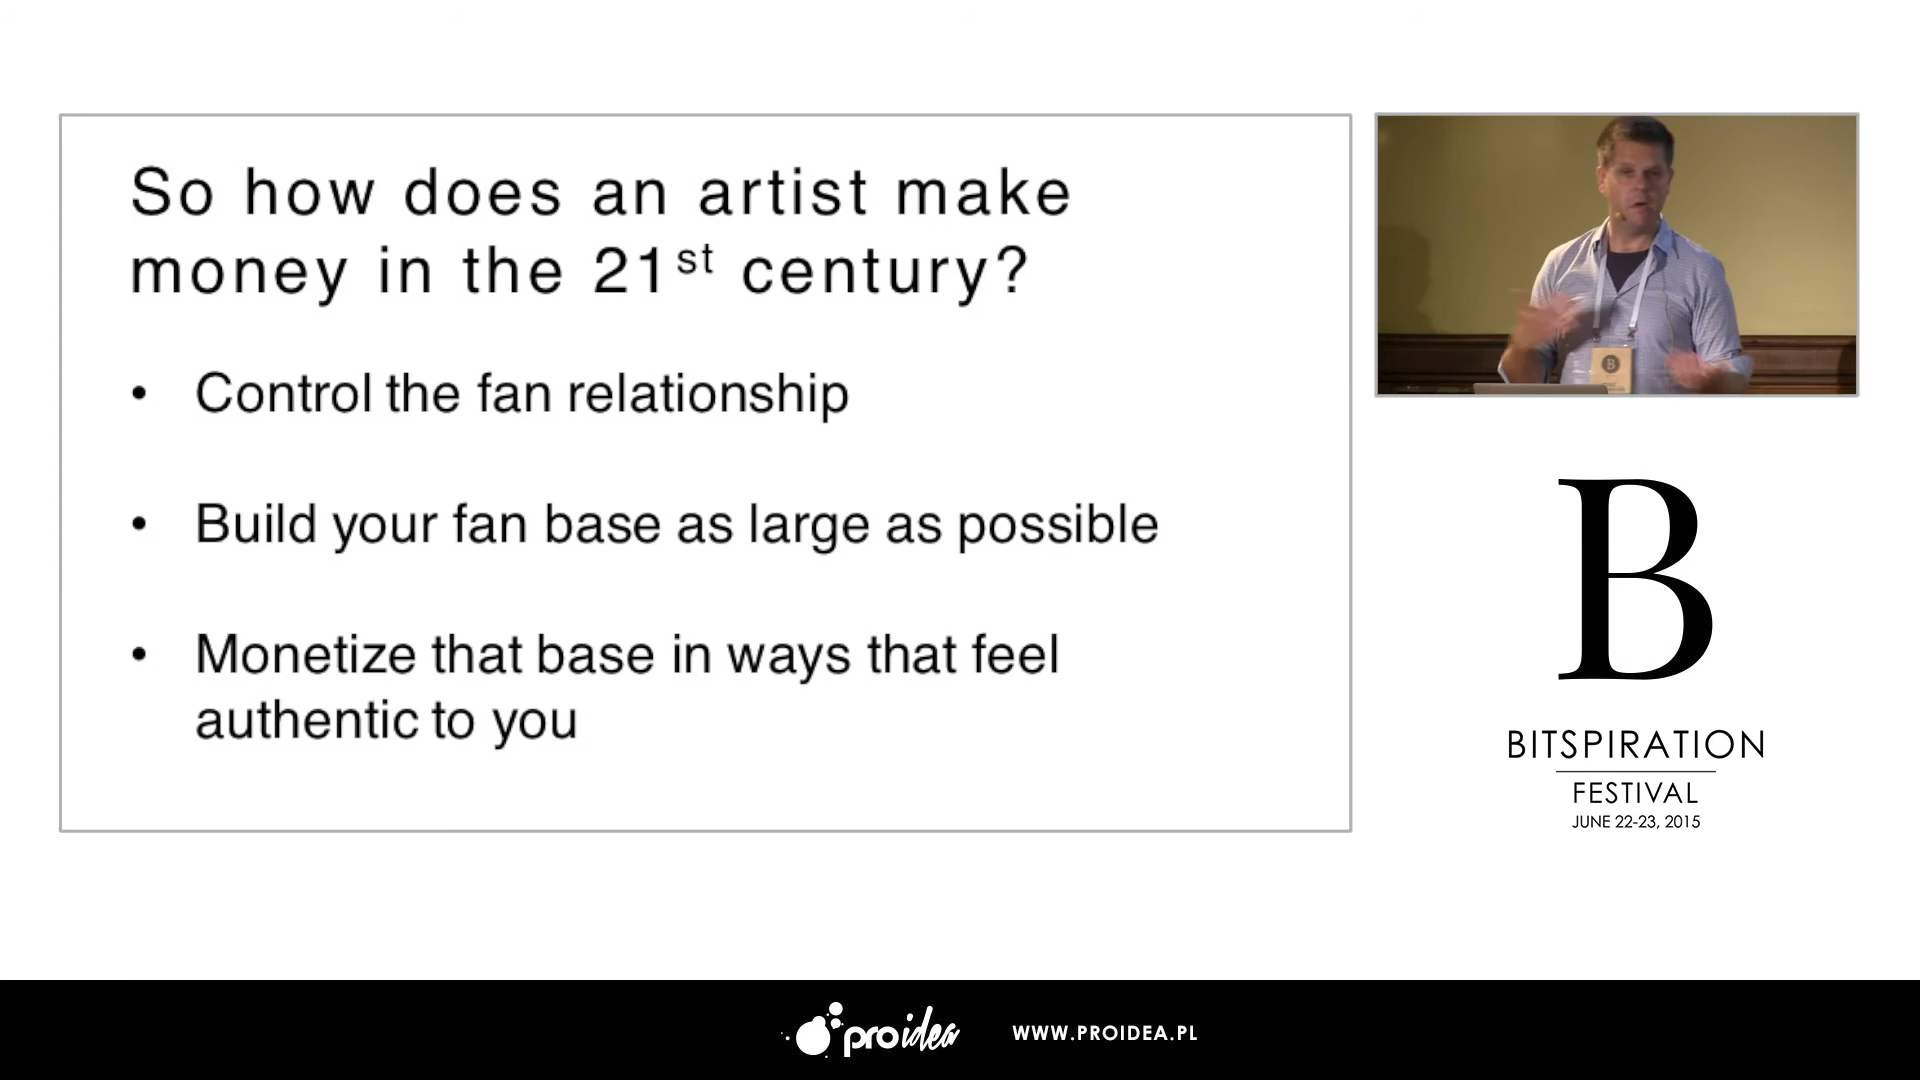 So how does an artist make
money in the 21st century?
• Control the fan relationship
• Build your fan base as large as possible
• Monetize that base in ways that feel
authentic to you
B
B
BITSPIRATION
FESTIVAL
JUNE 22-23, 2015
proidea
WWW.PROIDEA.PL